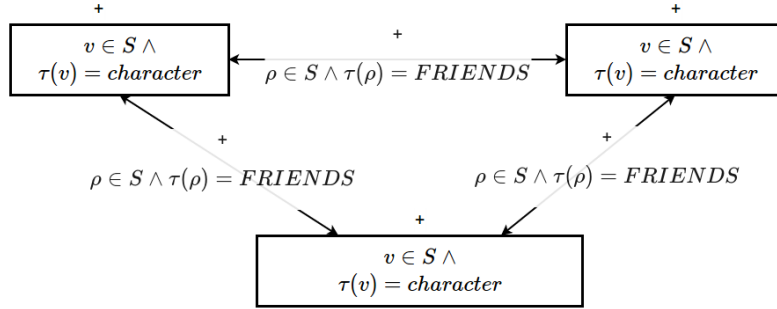 + +
v ∈ S ∧
τ(v) = character
+
ρ ∈ S ∧ τ(ρ) = FRIENDS
v ∈ S ∧
τ(v) = character
+
ρ ∈ S ∧ τ(ρ) = FRIENDS
+
ρ ∈ S ∧ τ(ρ) = FRIENDS
+
v ∈ S ∧
τ(v) = character